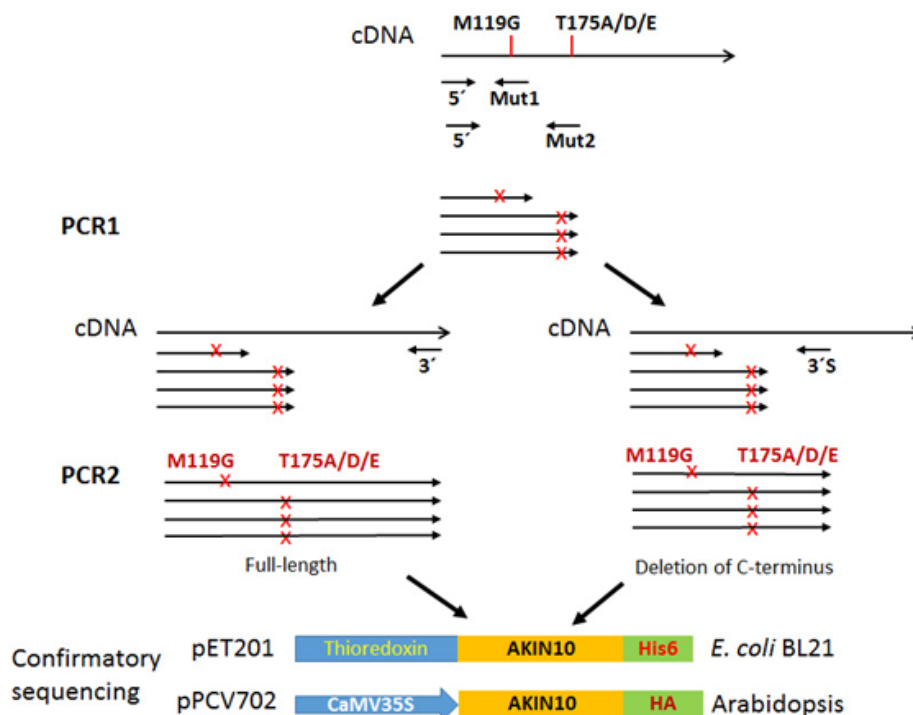 M119G T175A/D/E
cDNA
5´ Mut1
5´ Mut2
PCR1
cDNA cDNA
3´ 3´S
M119G T175A/D/E M119G T175A/D/E
PCR2
Full-length Deletion of C-terminus
pET201 Thioredoxin AKIN10 His6 E. coli BL21
Confirmatory
sequencing
pPCV702 CaMV35S AKIN10 HA Arabidopsis